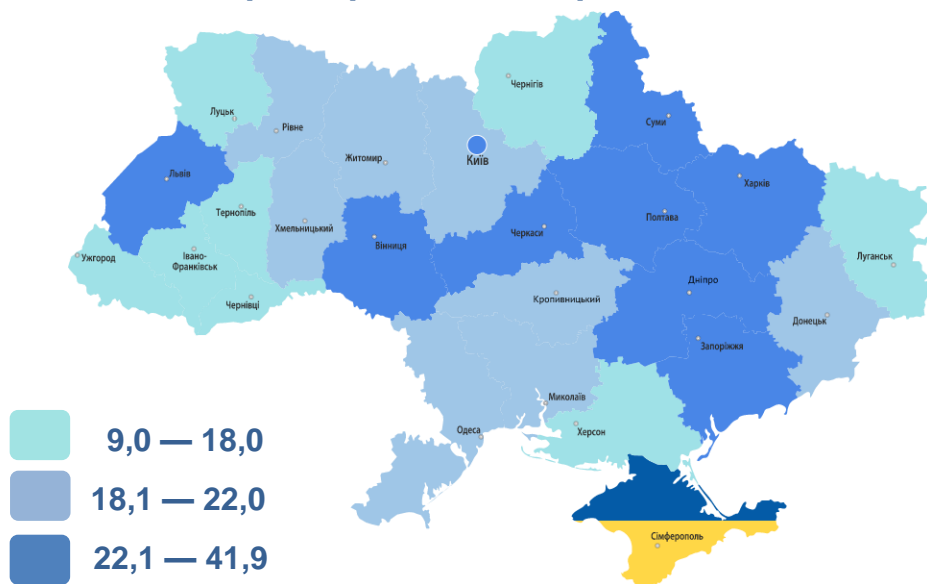 Чернігів
Луцьк
Рівне
Суми
Київ
Житомир
Львів
Харків
Тернопіль
Полтава
Хмельницький
Черкаси
Вінниця
Ужгород
Івано-
Франківськ
Луганськ
Дніпро
Чернівці
Кропивницький
Донецьк
Запоріжжя
Миколаїв
Херсон
Одеса
9,0 — 18,0
18,1 — 22,0
22,1 — 41,9
Сімферополь